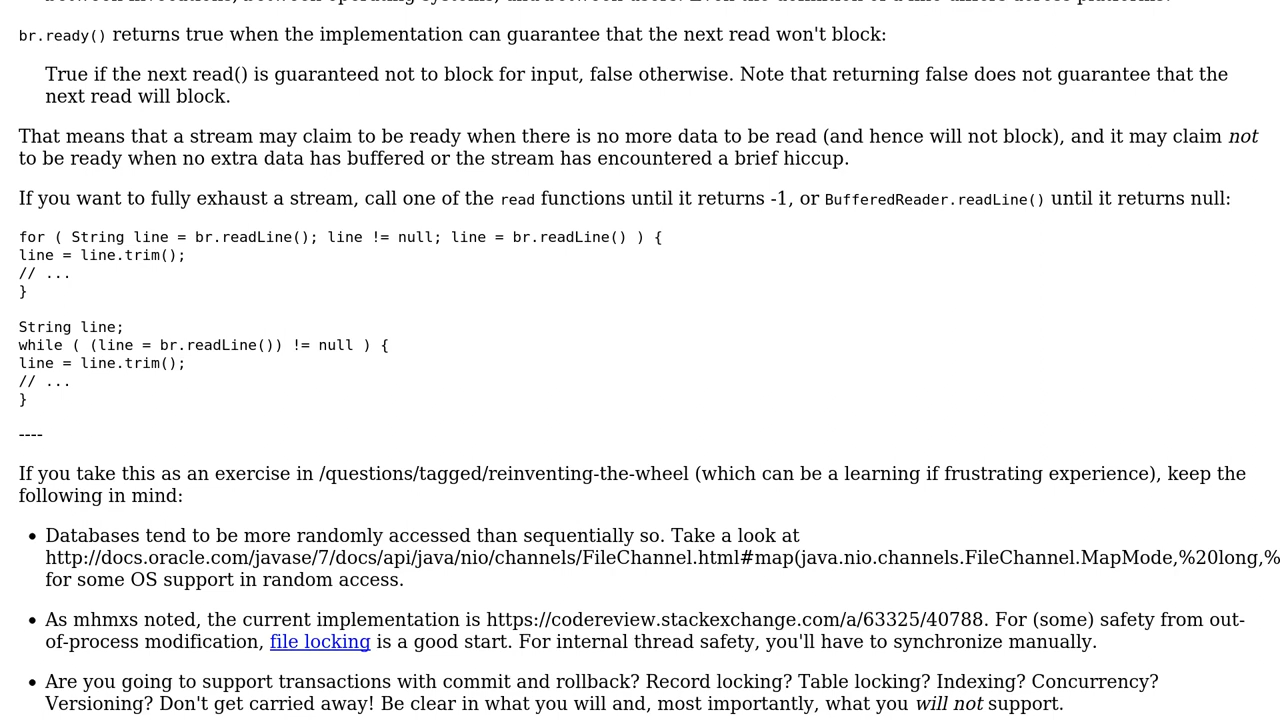 br.ready() returns true when the implementation can guarantee that the next read won't block:
True if the next read() is guaranteed not to block for input, false otherwise. Note that returning false does not guarantee that the
next read will block.
That means that a stream may claim to be ready when there is no more data to be read (and hence will not block), and it may claim not
to be ready when no extra data has buffered or the stream has encountered a brief hiccup.
If you want to fully exhaust a stream, call one of the read functions until it returns -1, or BufferedReader.readLine() until it returns null:
for ( String line = br.readLine(); line != null; line = br.readLine() ) {
line = line.trim();
// ...
}
String line;
while ( (line = br.readLine()) != null ) {
line = line.trim();
// ...
}
----
If you take this as an exercise in /questions/tagged/reinventing-the-wheel (which can be a learning if frustrating experience), keep the
following in mind:
• Databases tend to be more randomly accessed than sequentially so. Take a look at
http://docs.oracle.com/javase/7/docs/api/java/nio/channels/FileChannel.html#map(java.nio.channels.FileChannel.MapMode,%20long,%
for some OS support in random access.
• As mhmxs noted, the current implementation is https://codereview.stackexchange.com/a/63325/40788. For (some) safety from out-
of-process modification, file locking is a good start. For internal thread safety, you'll have to synchronize manually.
• Are you going to support transactions with commit and rollback? Record locking? Table locking? Indexing? Concurrency?
Versioning? Don't get carried away! Be clear in what you will and, most importantly, what you will not support.